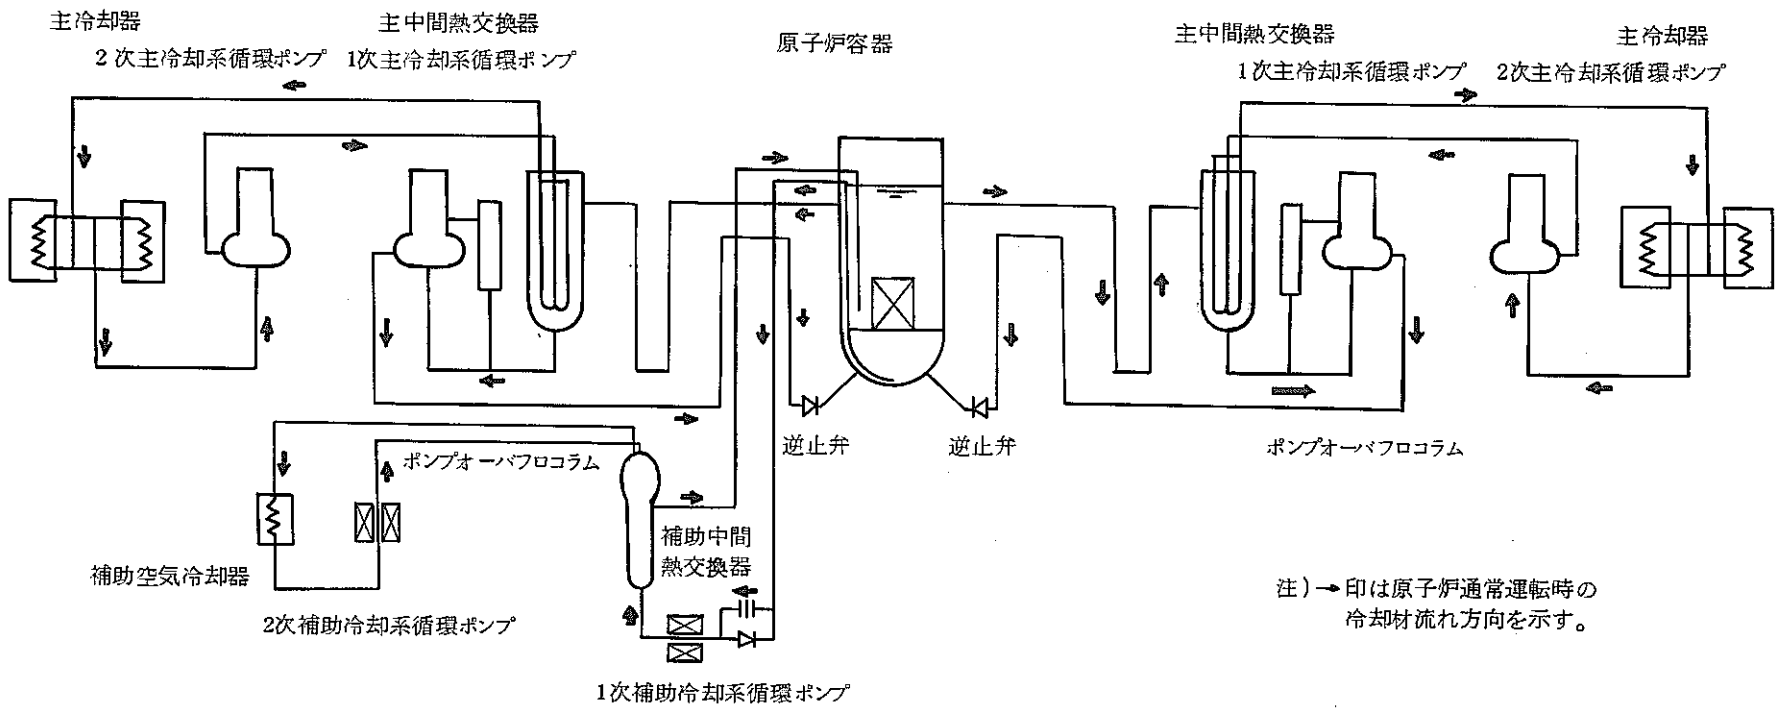 主冷却器
主中間熱交換器
2次主冷却系循環ポンプ
1次主冷却系循環ポンプ
原子炉容器
主中間熱交換器
主冷却器
1次主冷却系循環ポンプ
2次主冷却系循環ポンプ
逆止弁
逆止弁
ポンプオーバフロコラム
ポンプオーバフロコラム
補助中間
熱交換器
補助空気冷却器
2次補助冷却系循環ポンプ
1次補助冷却系循環ポンプ
注)→印は原子炉通常運転時の
冷却材流れ方向を示す。